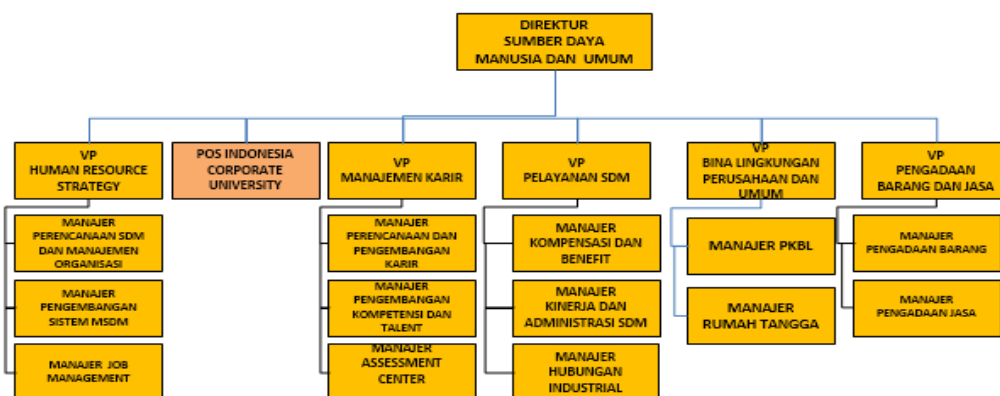 DIREKTUR
SUMBER DAYA
MANUSIA DAN UMUM
VP
HUMAN RESOURCE
STRATEGY
POS INDONESIA
CORPORATE
UNIVERSITY
VP
MANAJEMEN KARIR
VP
PELAYANAN SDM
VP
BINA LINGKUNGAN
PERUSAHAAN DAN
UMUM
VP
PENGADAAN
BARANG DAN JASA
MANAJER
PERENCANAAN SDM
DAN MANAJEMEN
ORGANISASI
MANAJER
PENGEMBANGAN
SISTEM MSDM
MANAJER JOB
MANAGEMENT
MANAJER
PERENCANAAN DAN
PENGEMBANGAN
KARIR
MANAJER
PENGEMBANGAN
KOMPETENSI DAN
TALENT
MANAJER
ASSESSMENT
CENTER
MANAJER
KOMPENSASI DAN
BENEFIT
MANAJER
KINERJA DAN
ADMINISTRASI SDM
MANAJER
HUBUNGAN
INDUSTRIAL
MANAJER PKBL
MANAJER
RUMAH TANGGA
MANAJER
PENGADAAN BARANG
MANAJER
PENGADAAN JASA